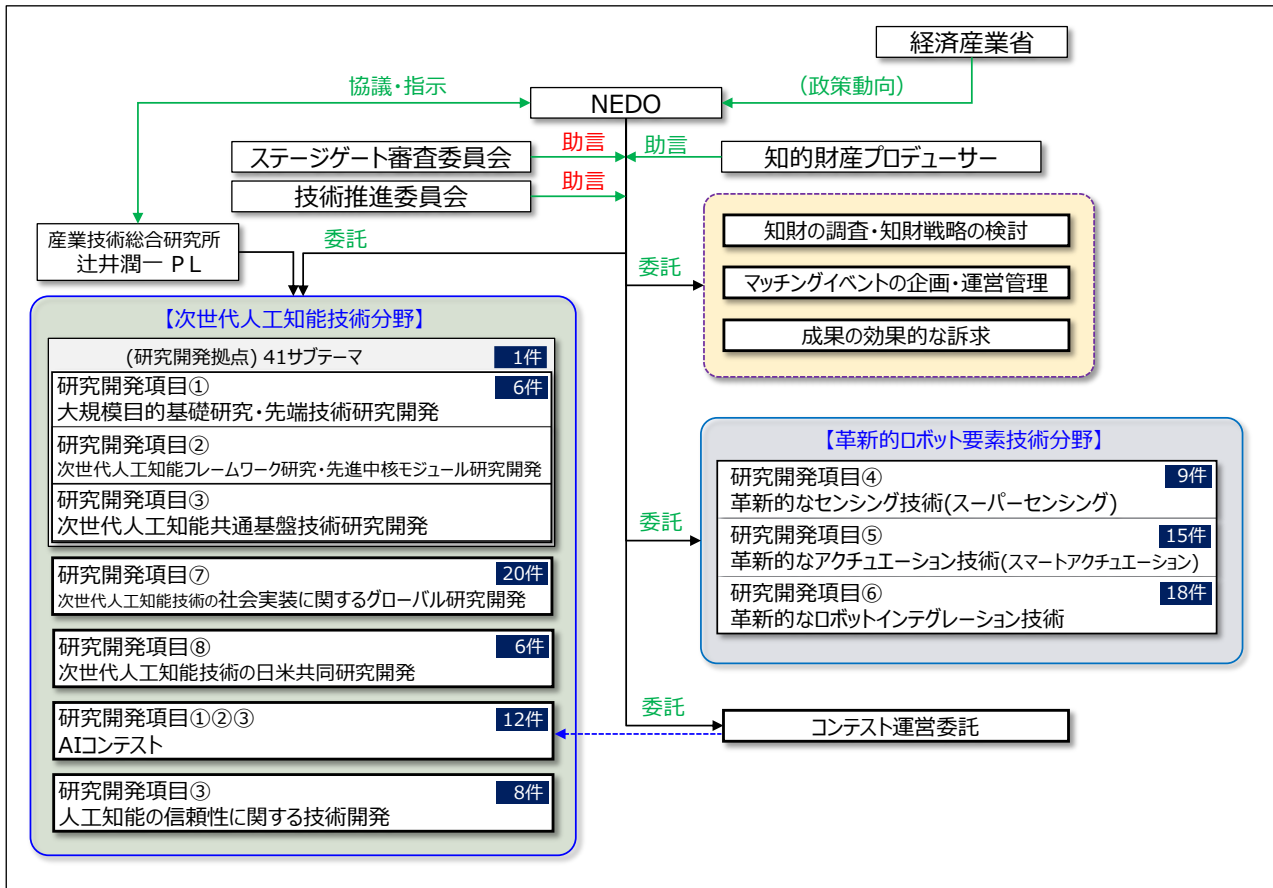 経済産業省
協議・指示
(政策動向)
NEDO
助言
助言
ステージゲート審査委員会
知的財産プロデューサー
助言
技術推進委員会
産業技術総合研究所
辻井潤一 PL
委託
委託
知財の調査・知財戦略の検討
マッチングイベントの企画・運営管理
成果の効果的な訴求
【次世代人工知能技術分野】
(研究開発拠点) 41サブテーマ
1件
研究開発項目①
6件
大規模目的基礎研究・先端技術研究開発
研究開発項目②
次世代人工知能フレームワーク研究・先進中核モジュール研究開発
研究開発項目③
次世代人工知能共通基盤技術研究開発
研究開発項目⑦
20件
次世代人工知能技術の社会実装に関するグローバル研究開発
研究開発項目⑧
6件
次世代人工知能技術の日米共同研究開発
研究開発項目①②③
12件
AIコンテスト
研究開発項目③
8件
人工知能の信頼性に関する技術開発
委託
【革新的ロボット要素技術分野】
研究開発項目④
9件
革新的なセンシング技術(スーパーセンシング)
研究開発項目⑤
15件
革新的なアクチュエーション技術(スマートアクチュエーション)
研究開発項目⑥
18件
革新的なロボットインテグレーション技術
委託
コンテスト運営委託